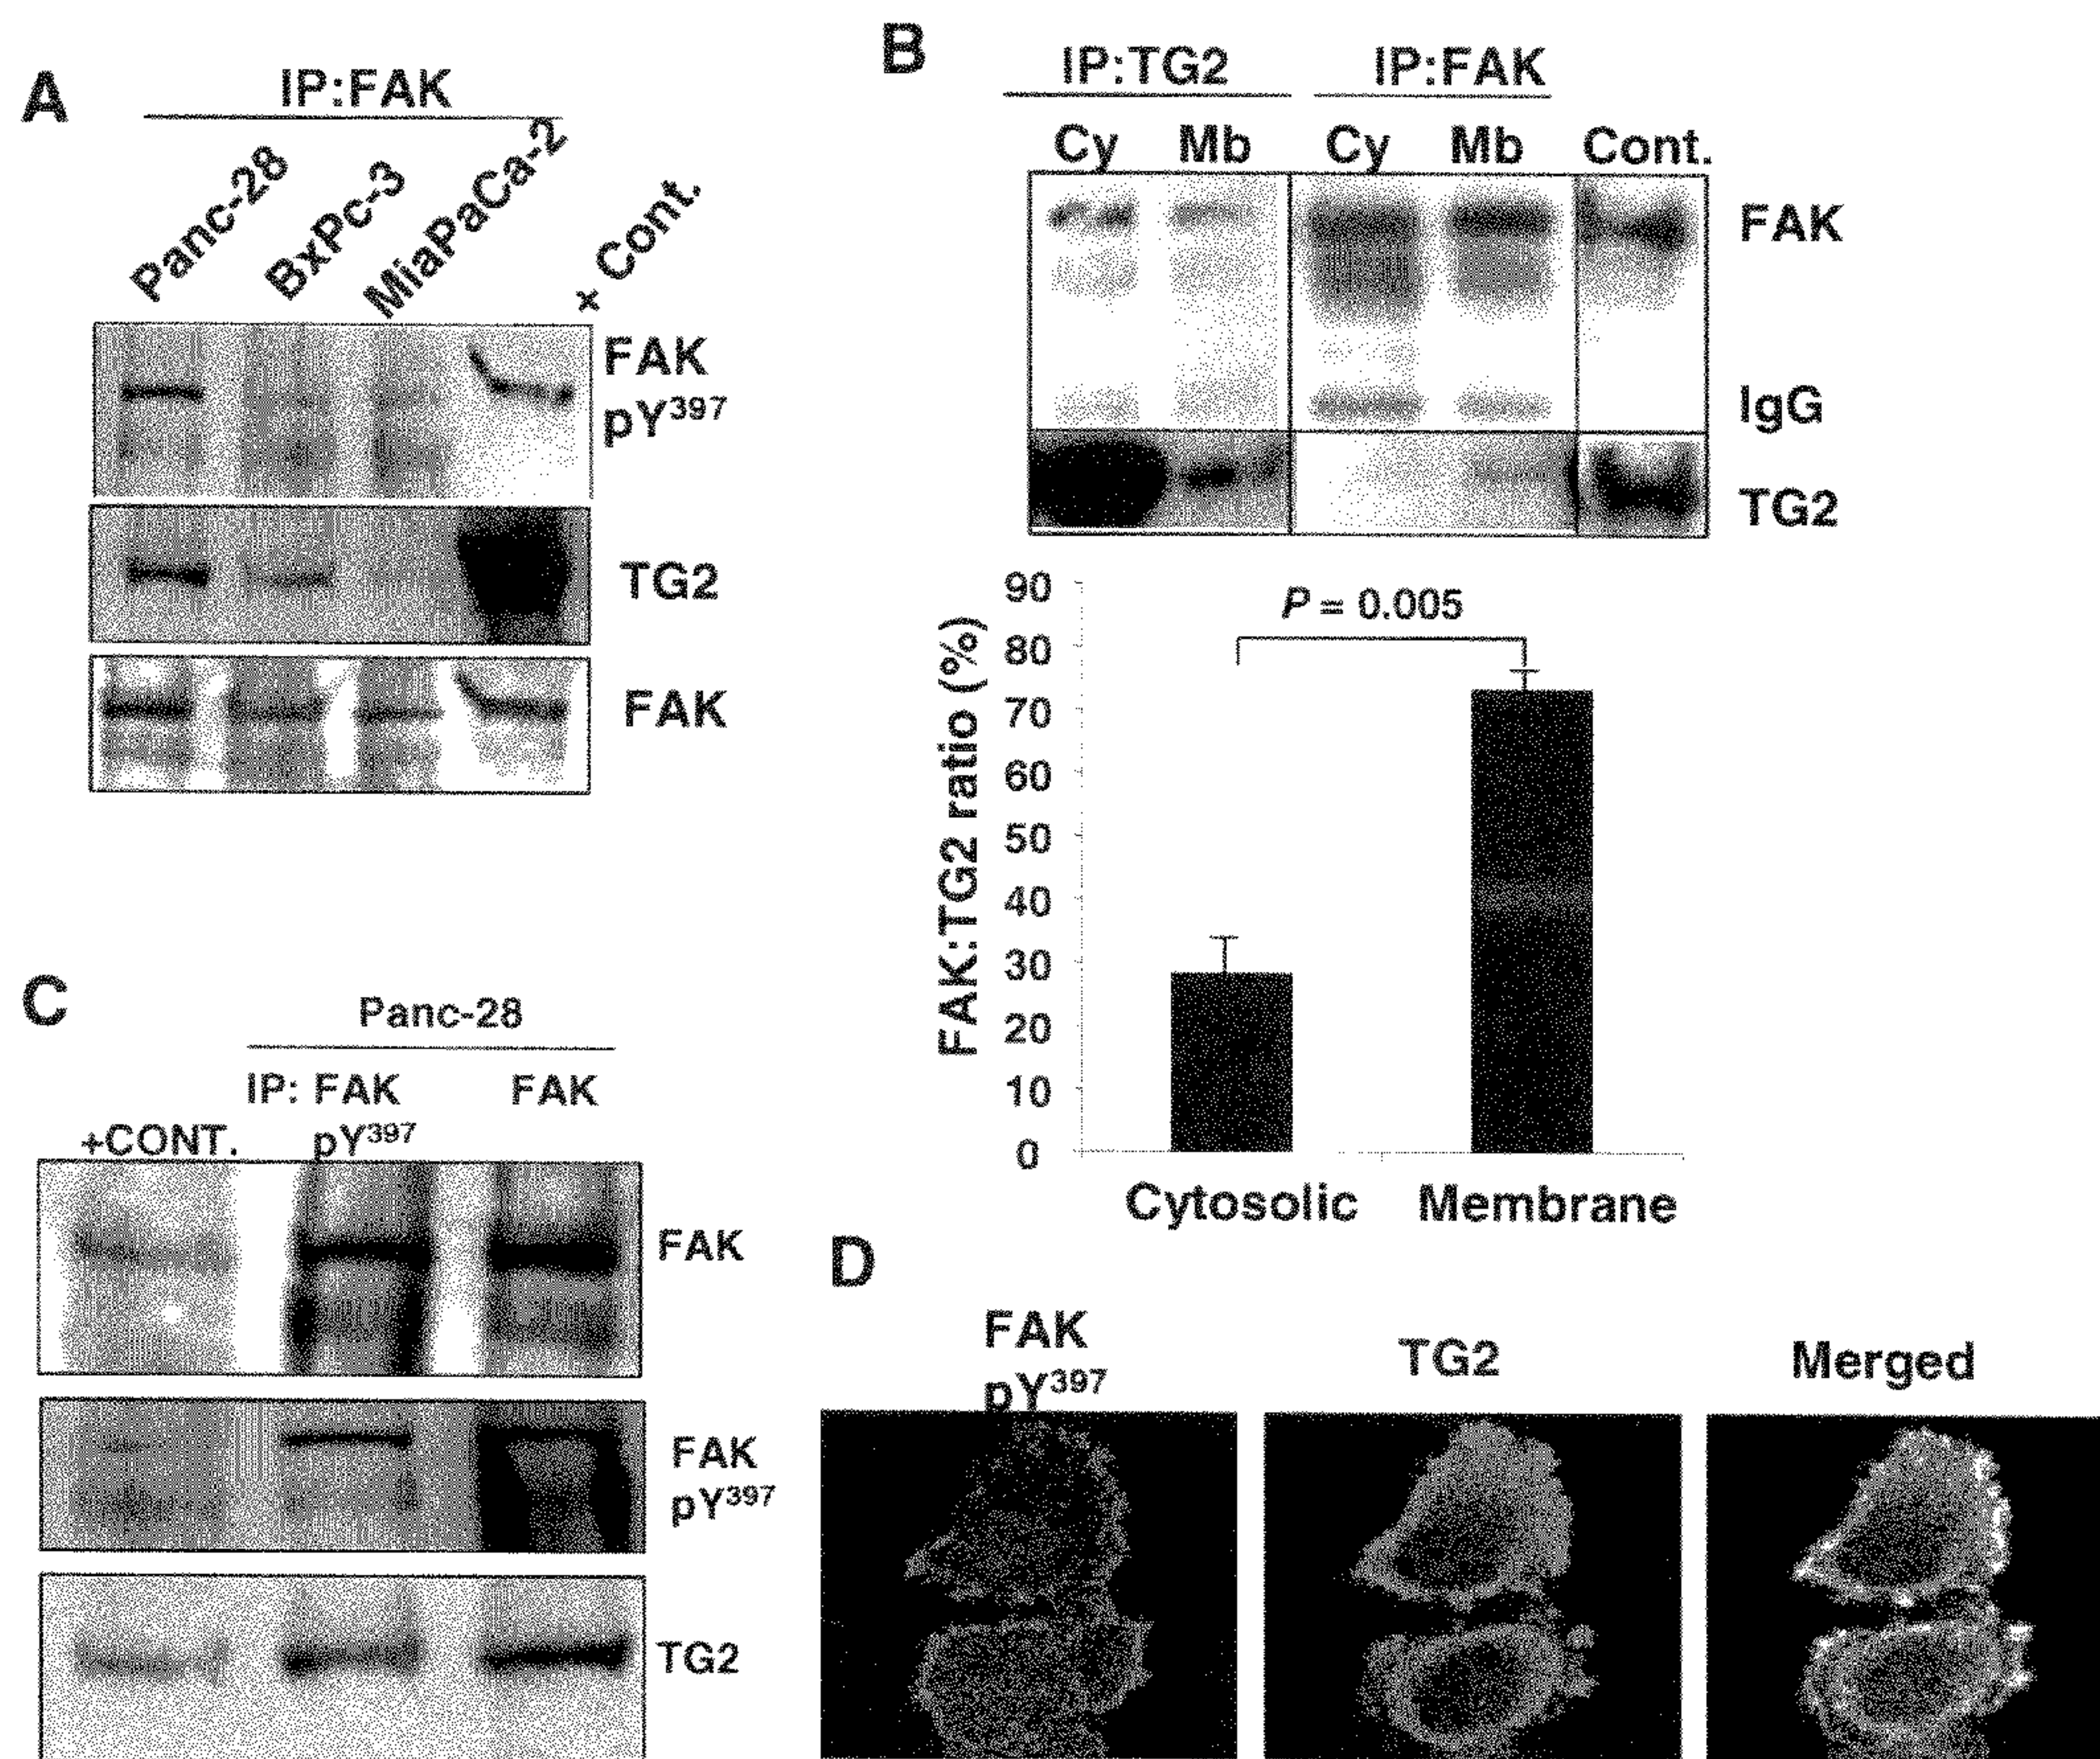 A
IP:FAK
Panc-28
BxPc-3
MiaPaCa-2
+ Cont.
FAK
pY397
TG2
FAK
B
IP:TG2 IP:FAK
Cy Mb Cy Mb Cont.
FAK
IgG
TG2
FAK:TG2 ratio (%)
90
80
70
60
50
40
30
20
10
0
P = 0.005
Cytosolic Membrane
C
Panc-28
IP: FAK FAK
+CONT. pY397
FAK
FAK
pY397
TG2
D
FAK
pY397
TG2
Merged